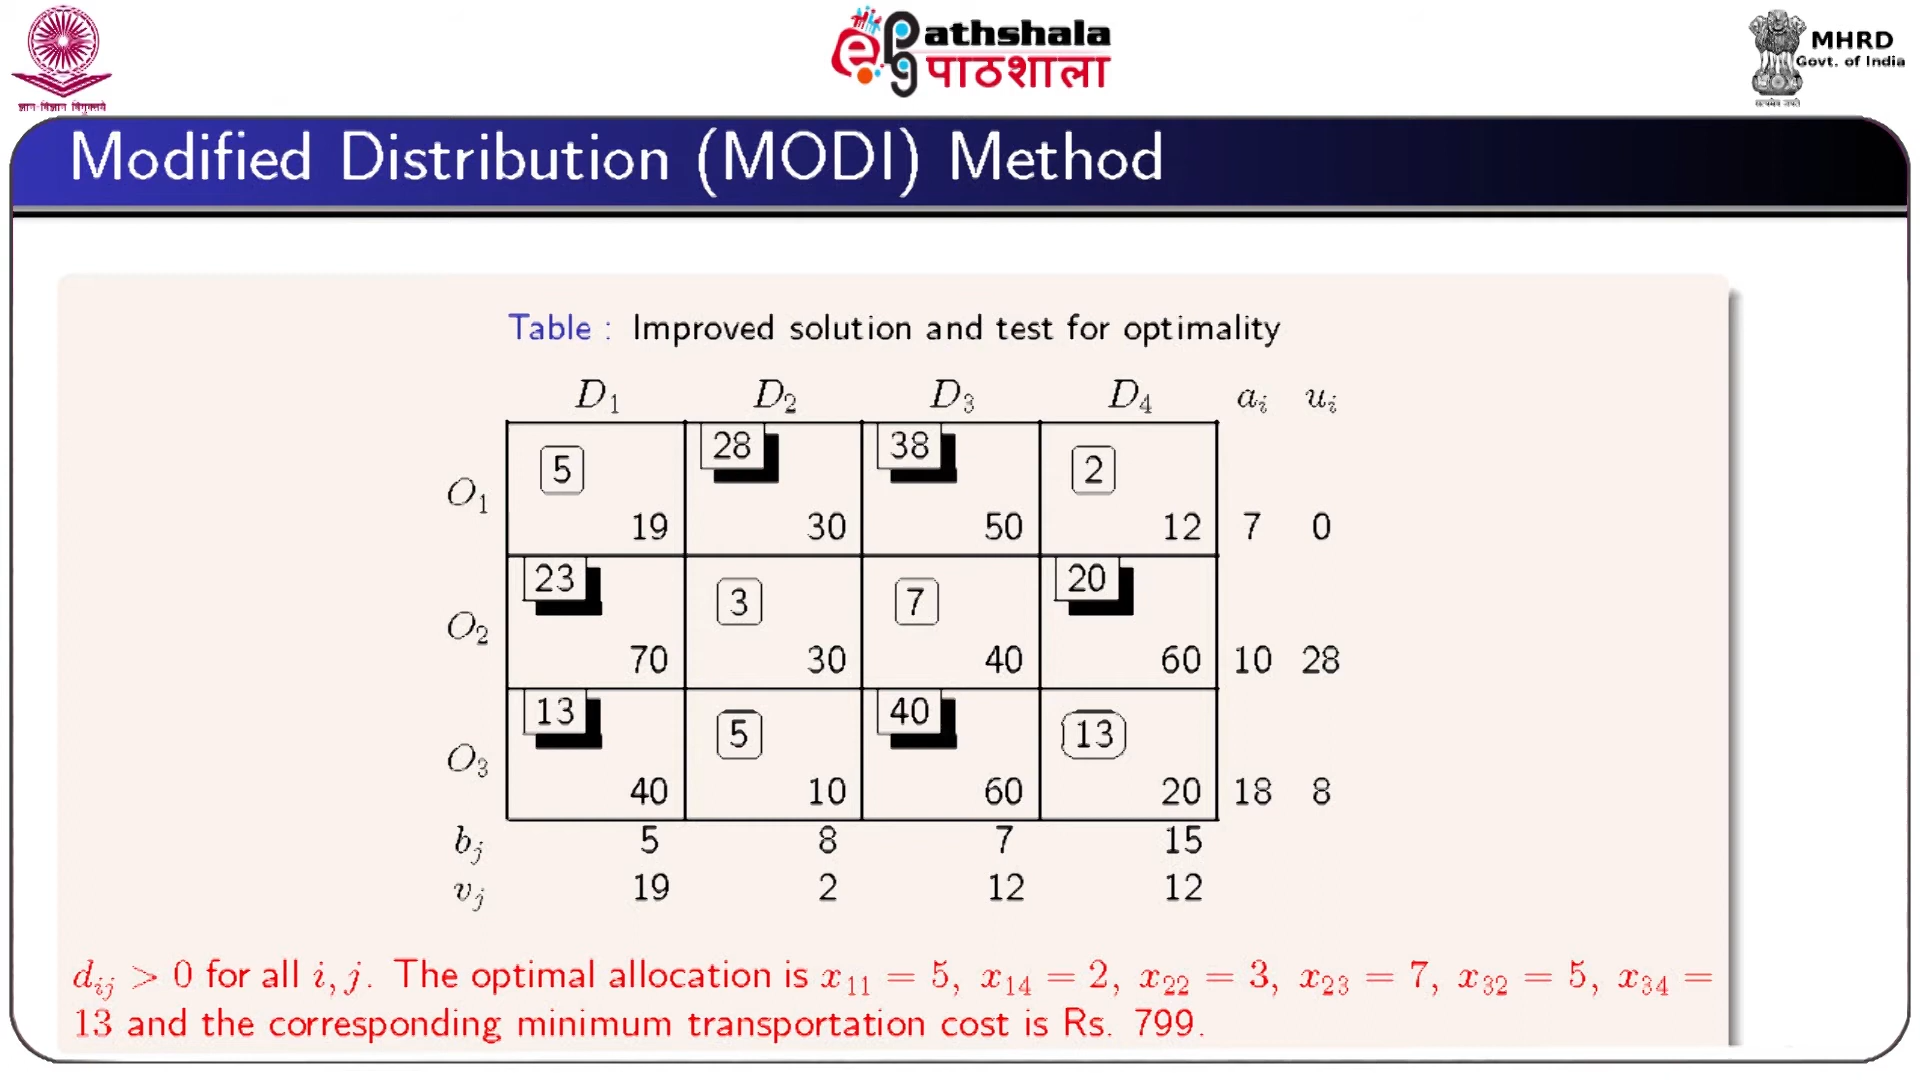 ज्ञान-विज्ञान विमुक्तये
Pathshala
पाठशाला
MHRD
Govt. of India
सत्यमेव जयते
Modified Distribution (MODI) Method
Table : Improved solution and test for optimality
D₁ D₂ D₃ D₄ aᵢ uᵢ
5 28 38 2
O₁ 19 30 50 12 7 0
23 3 7 20
O₂ 70 30 40 60 10 28
13 5 40 13
O₃ 40 10 60 20 18 8
bⱼ 5 8 7 15
vⱼ 19 2 12 12
dᵢⱼ > 0 for all i, j. The optimal allocation is x₁₁ = 5, x₁₄ = 2, x₂₂ = 3, x₂₃ = 7, x₃₂ = 5, x₃₄ =
13 and the corresponding minimum transportation cost is Rs. 799.